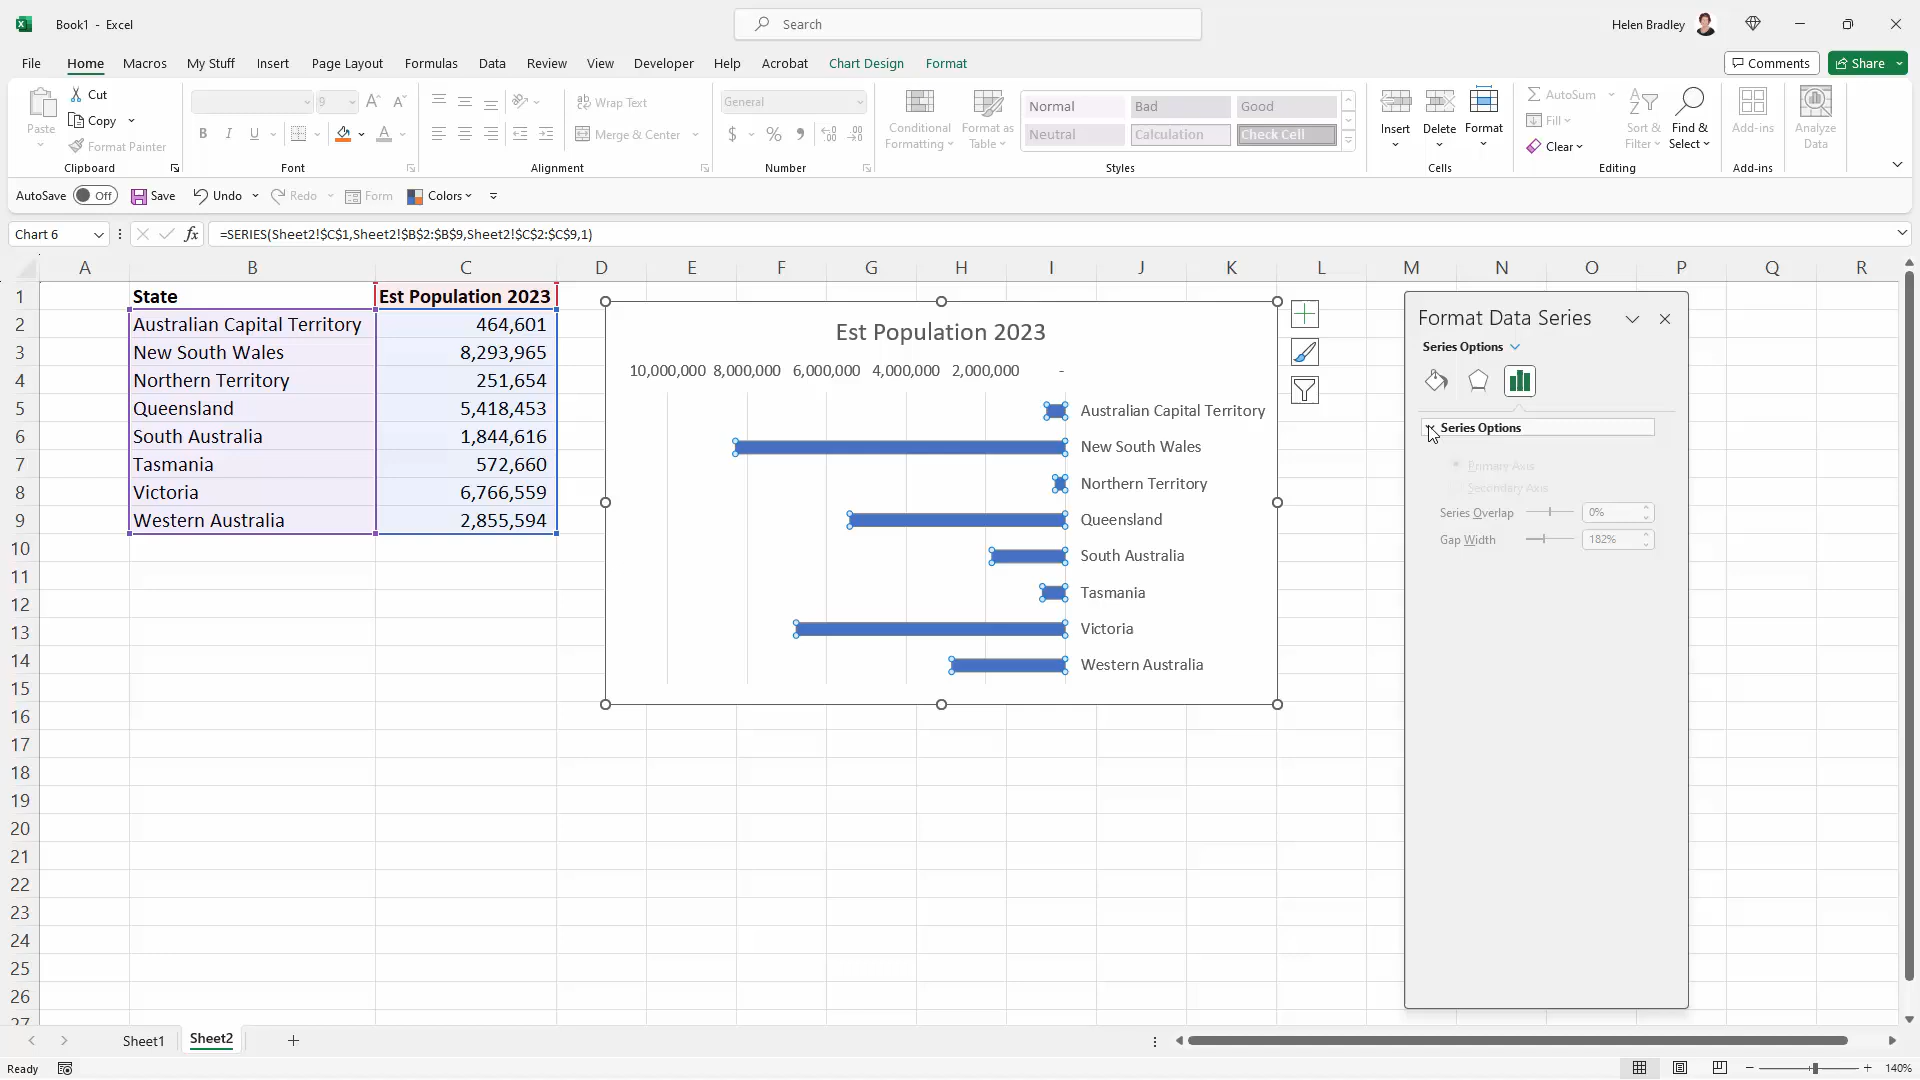 Book1 - Excel
Search
Helen Bradley
File Home Macros My Stuff Insert Page Layout Formulas Data Review View Developer Help Acrobat Chart Design Format
Comments Share
Paste
Cut
Copy
Format Painter
Clipboard
9
B I U A
Font
ab Wrap Text
Merge & Center
Alignment
General
$ % ,
Number
Conditional Formatting
Format as Table
Normal Bad Good
Neutral Calculation Check Cell
Styles
Insert Delete Format
Cells
AutoSum
Fill
Clear
Sort & Filter
Find & Select
Editing
Add-ins
Add-ins
Analyze Data
AutoSave Off Save Undo Redo Form Colors
Chart 6 fx =SERIES(Sheet2!$C$1,Sheet2!$B$2:$B$9,Sheet2!$C$2:$C$9,1)
A B C D E F G H I J K L M N O P Q R
1 State Est Population 2023
2 Australian Capital Territory 464,601
3 New South Wales 8,293,965
4 Northern Territory 251,654
5 Queensland 5,418,453
6 South Australia 1,844,616
7 Tasmania 572,660
8 Victoria 6,766,559
9 Western Australia 2,855,594
10
11
12
13
14
15
16
17
18
19
20
21
22
23
24
25
26
27
Est Population 2023
10,000,000 8,000,000 6,000,000 4,000,000 2,000,000 -
Australian Capital Territory
New South Wales
Northern Territory
Queensland
South Australia
Tasmania
Victoria
Western Australia
Format Data Series
Series Options
Series Options
Primary Axis
Secondary Axis
Series Overlap 0%
Gap Width 182%
Sheet1 Sheet2
Ready
140%